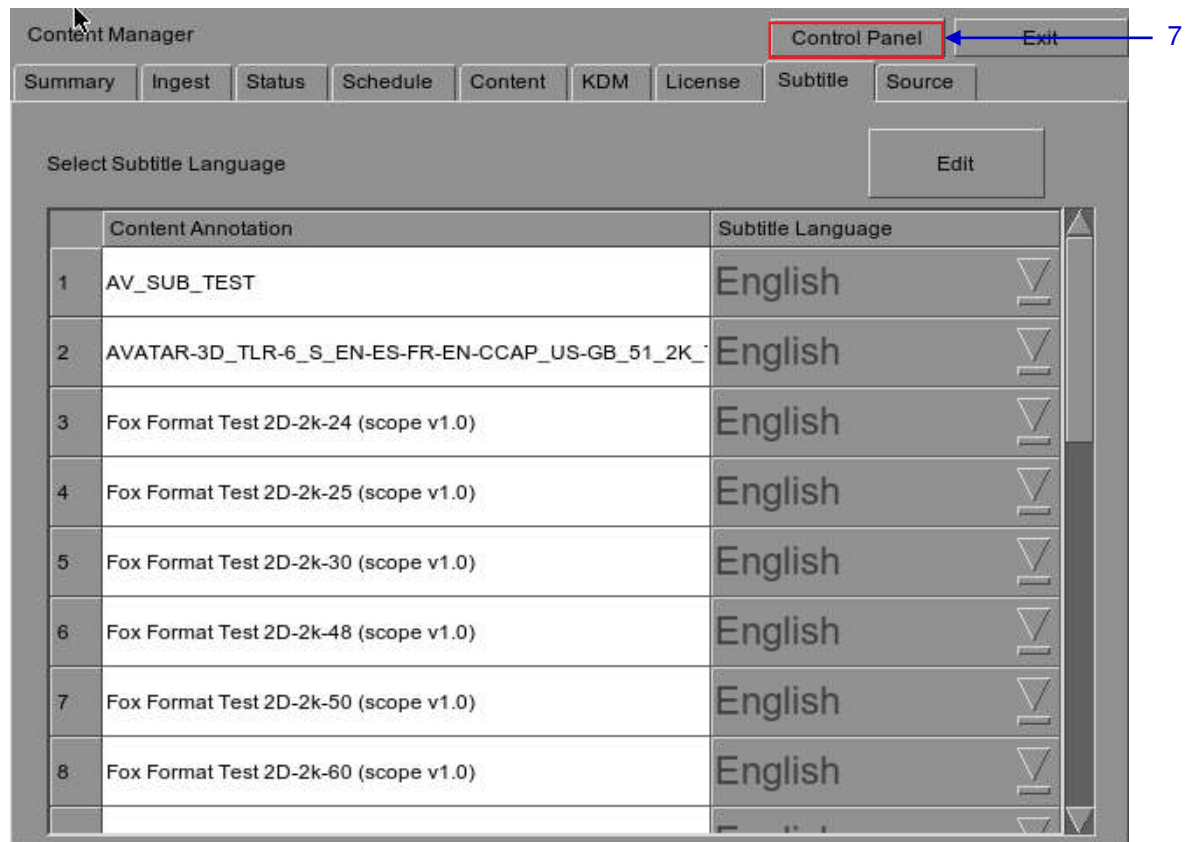 Content Manager Control Panel Exit 7
Summary Ingest Status Schedule Content KDM License Subtitle Source
Select Subtitle Language Edit
Content Annotation Subtitle Language
1 AV_SUB_TEST English
2 AVATAR-3D_TLR-6_S_EN-ES-FR-EN-CCAP_US-GB_51_2K_ English
3 Fox Format Test 2D-2k-24 (scope v1.0) English
4 Fox Format Test 2D-2k-25 (scope v1.0) English
5 Fox Format Test 2D-2k-30 (scope v1.0) English
6 Fox Format Test 2D-2k-48 (scope v1.0) English
7 Fox Format Test 2D-2k-50 (scope v1.0) English
8 Fox Format Test 2D-2k-60 (scope v1.0) English